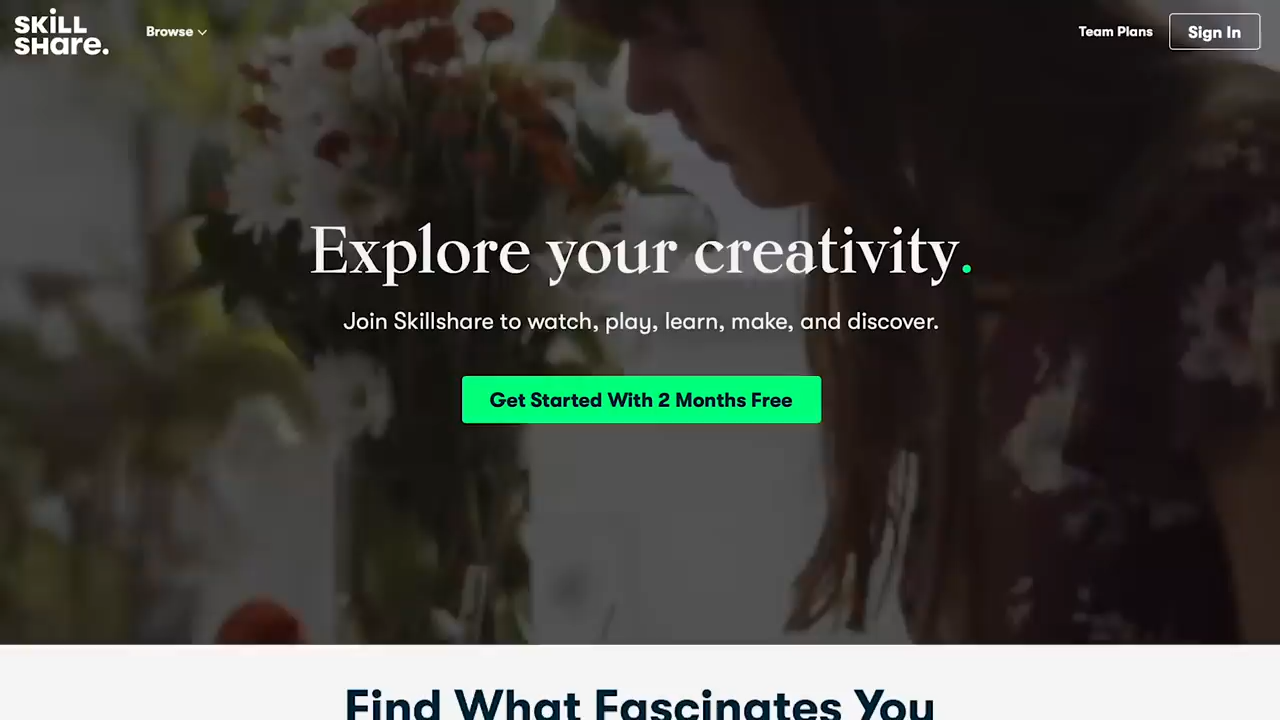 SKiLL
SHare.
Browse
Team Plans
Sign In
Explore your creativity.
Join Skillshare to watch, play, learn, make, and discover.
Get Started With 2 Months Free
Find What Fascinates You